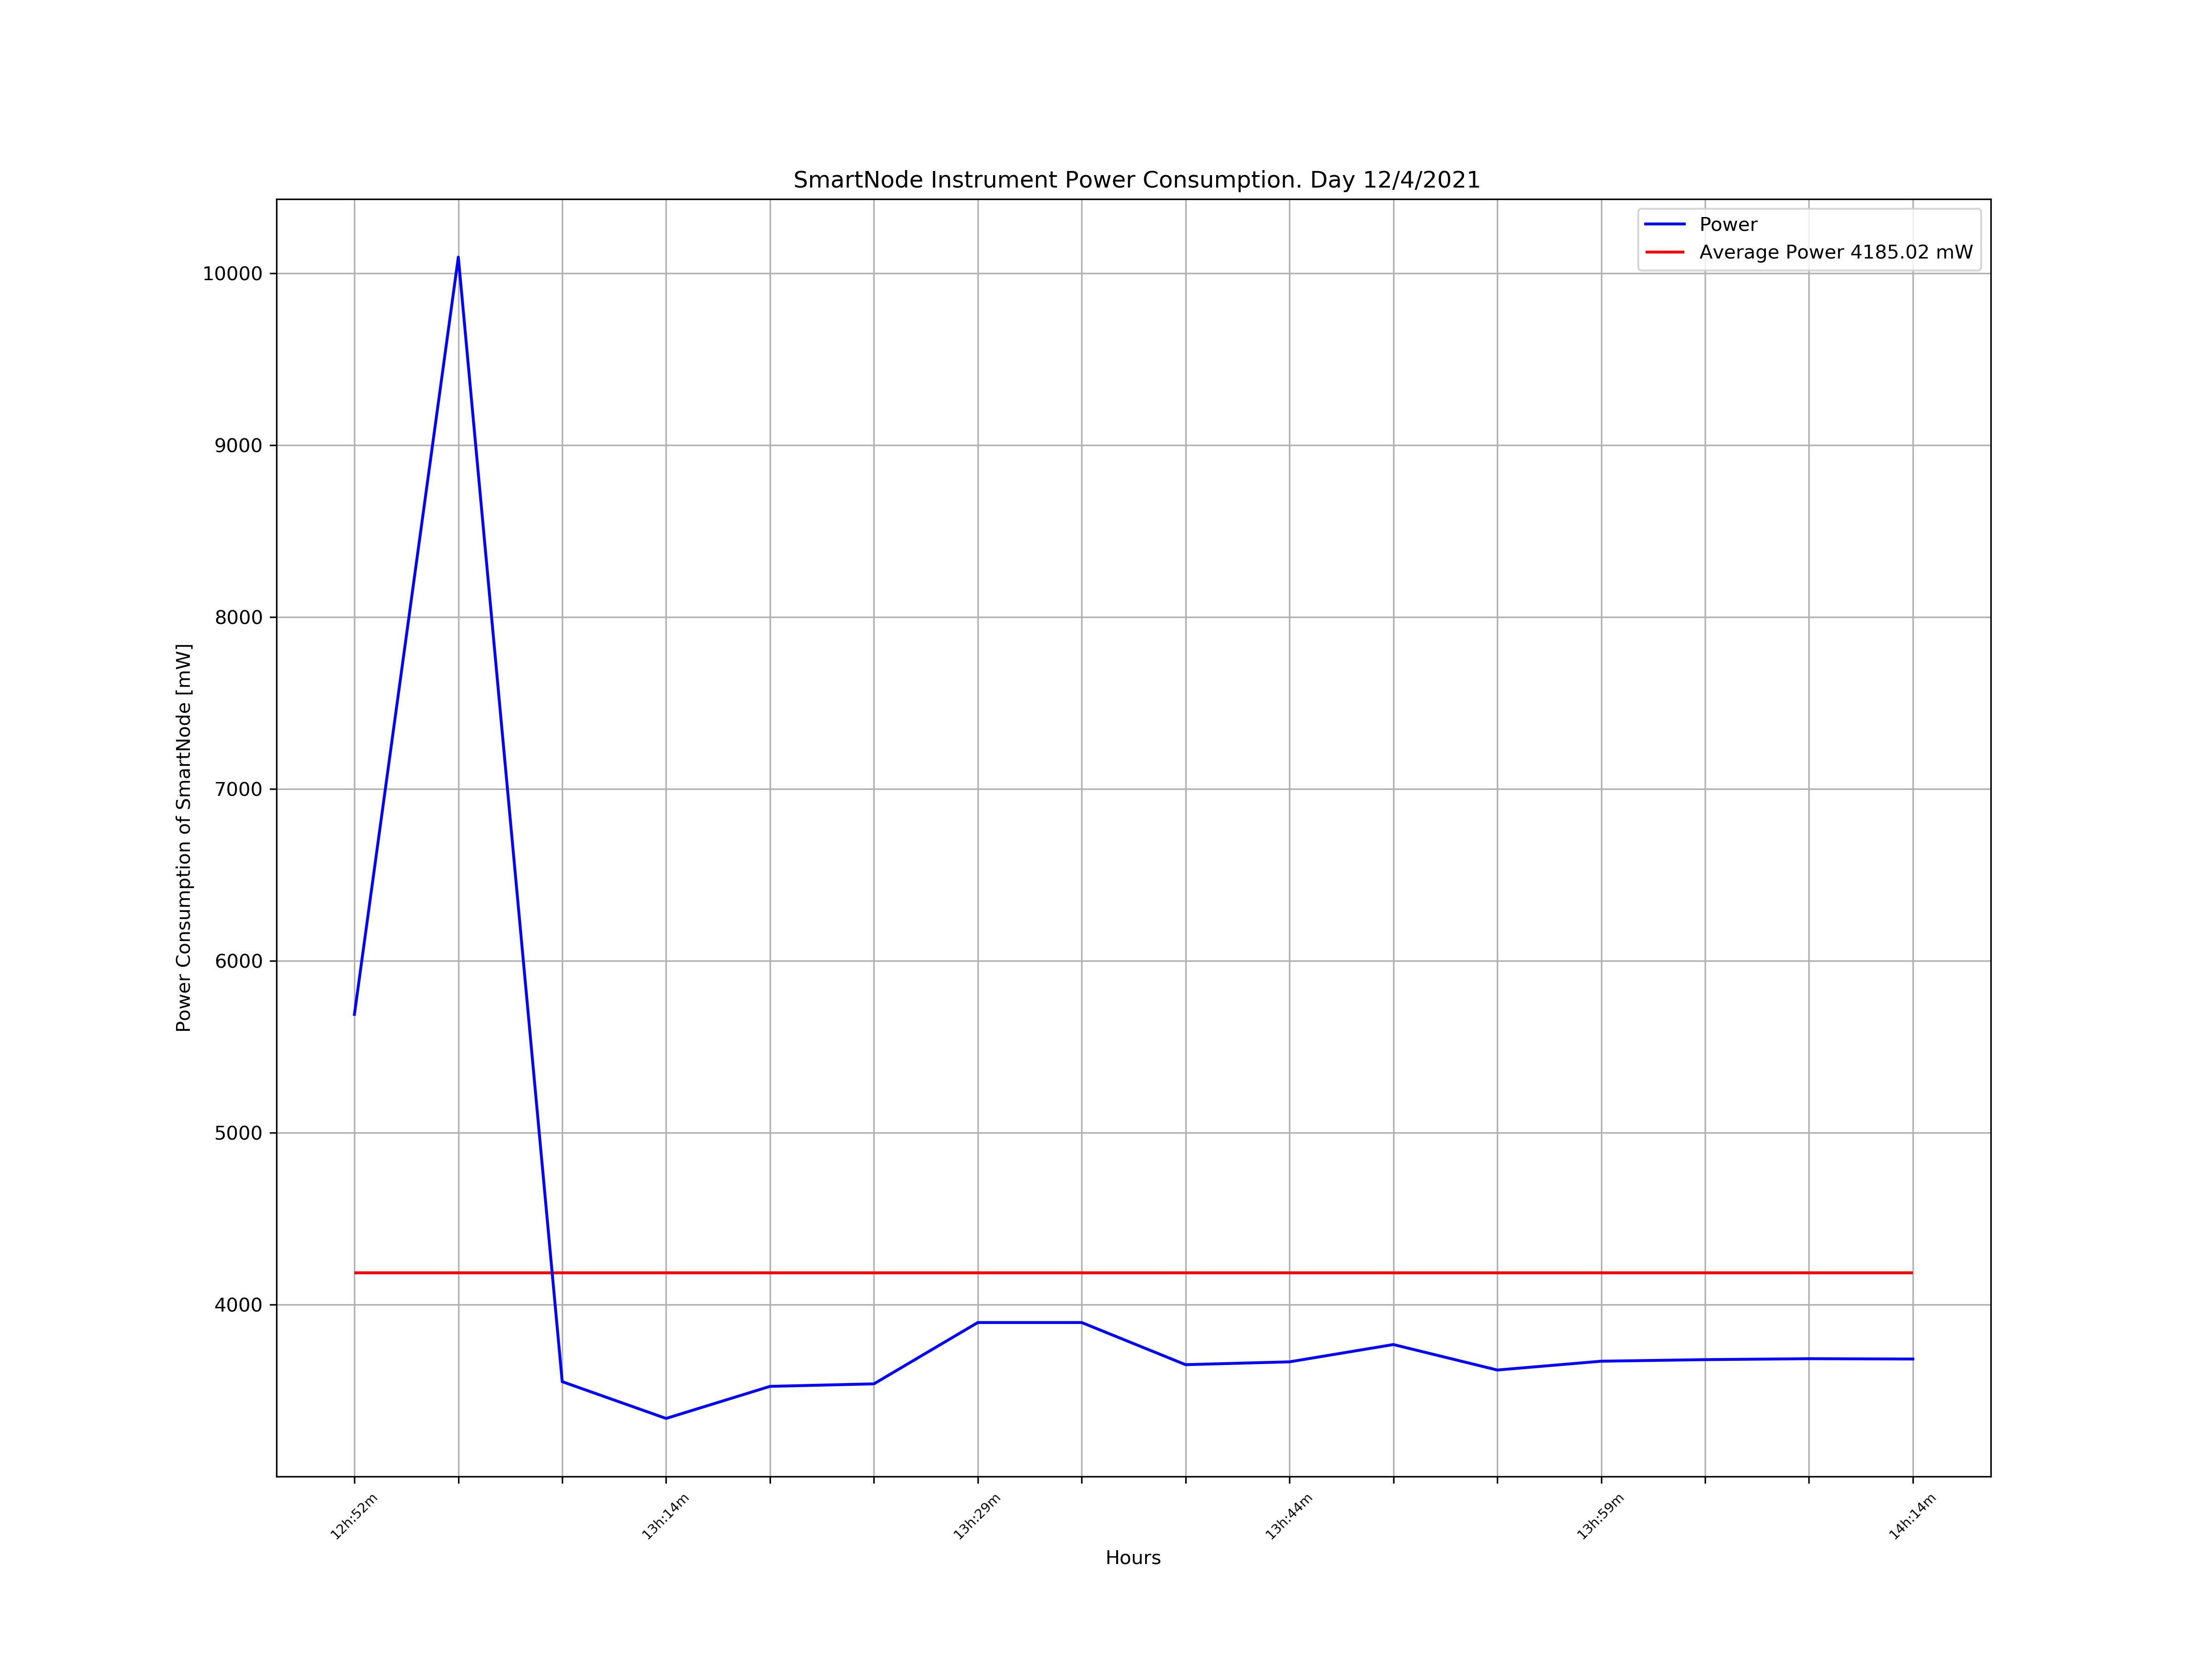 SmartNode Instrument Power Consumption. Day 12/4/2021
Power
Average Power 4185.02 mW
10000
9000
8000
7000
6000
5000
4000
Power Consumption of SmartNode [mW]
12h:52m
13h:14m
13h:29m
13h:44m
13h:59m
14h:14m
Hours